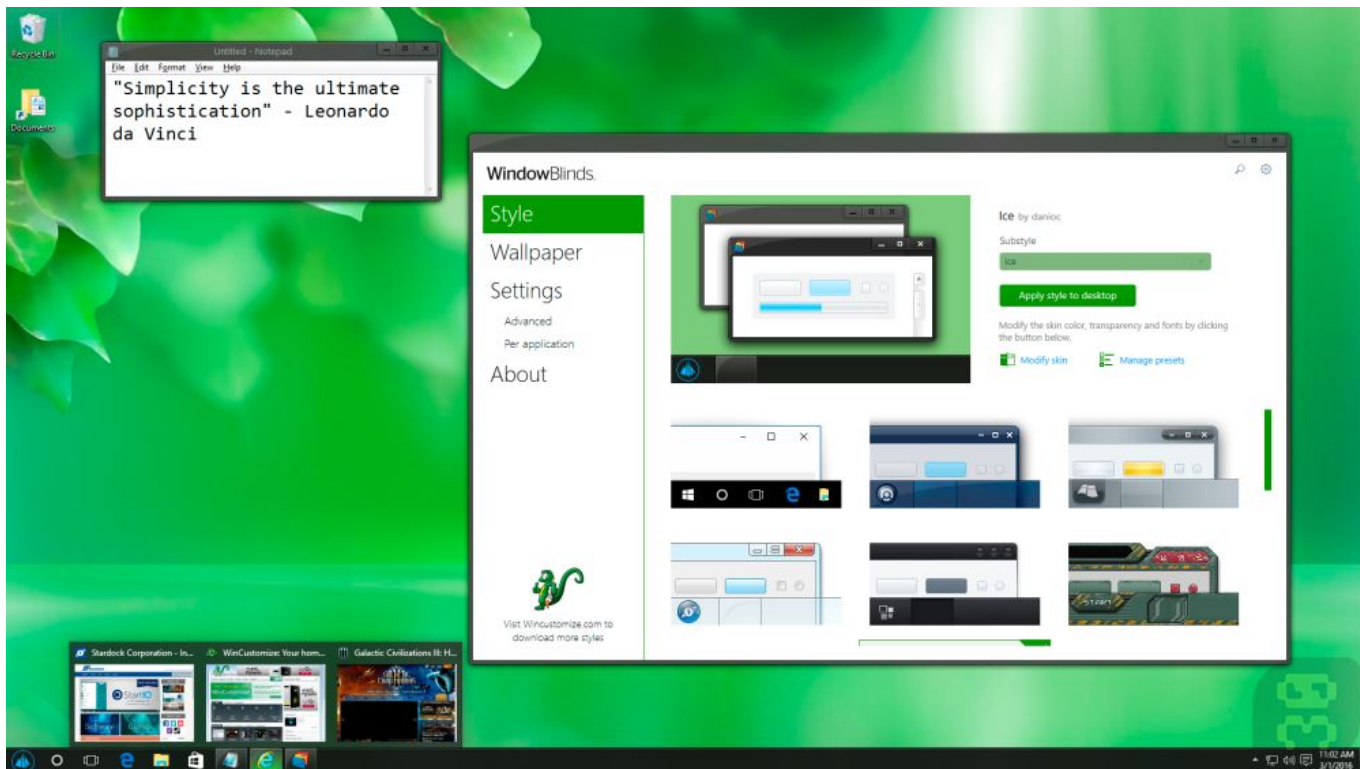 Recycle Bin
Documents
Untitled - Notepad
File Edit Format View Help
"Simplicity is the ultimate
sophistication" - Leonardo
da Vinci
WindowBlinds.
Style
Wallpaper
Settings
Advanced
Per application
About
Visit Wincustomize.com to
download more styles
Ice by danioc
Substyle
Ice
Apply style to desktop
Modify the skin color, transparency and fonts by clicking
the button below.
Modify skin Manage presets
START
Stardock Corporation - In... WinCustomize: Your hom... Galactic Civilizations III: H...
11:02 AM
3/1/2016